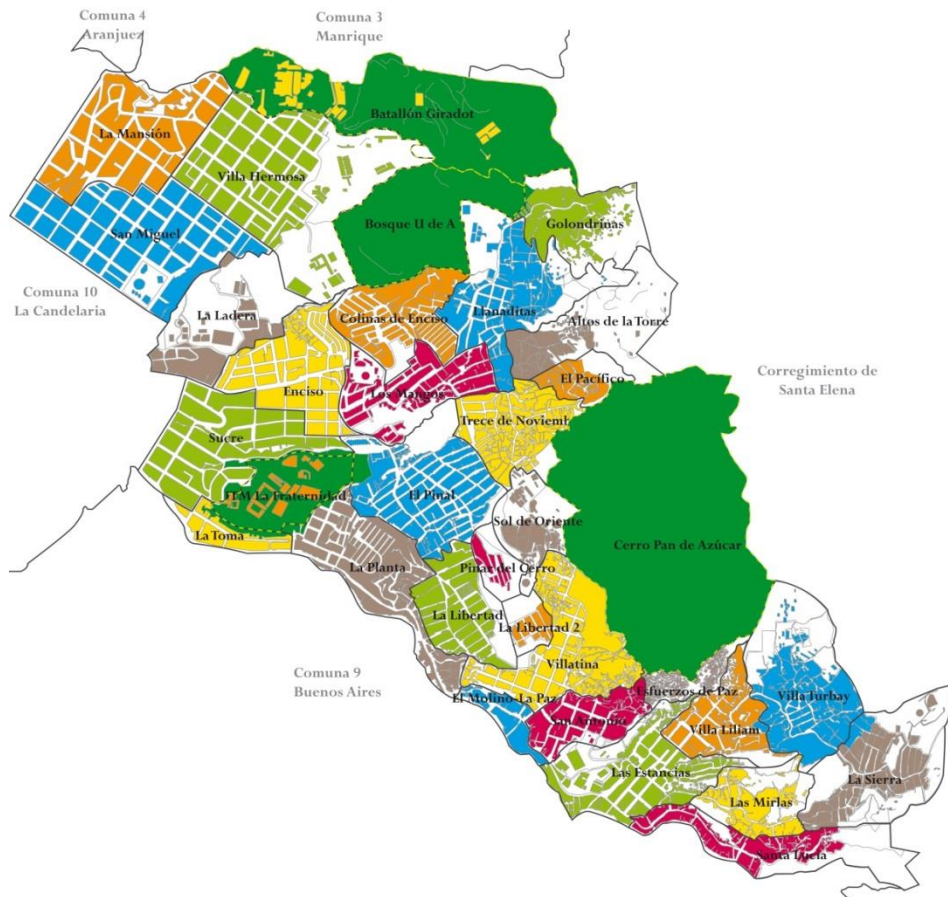 Comuna 4
Aranjuez
Comuna 3
Manrique
Batallón Giradot
La Mansión
Villa Hermosa
Bosque U de A
Golondrinas
San Miguel
Comuna 10
La Candelaria
La Ladera
Colinas de Enciso
Llanaditas
Altos de la Torre
Corregimiento de
Santa Elena
El Pacífico
Enciso
Los Mangos
Trece de Noviemb
Sucre
ITM La Fraternidad
El Pinal
Sol de Oriente
La Toma
Cerro Pan de Azúcar
La Planta
Pinar del Cerro
La Libertad
La Libertad 2
Villatina
Comuna 9
Buenos Aires
El Molino-La Paz
Esfuerzos de Paz
Villa Turbay
San Antonio
Villa Liliam
Las Estancias
La Sierra
Las Mirlas
Santa Lucía